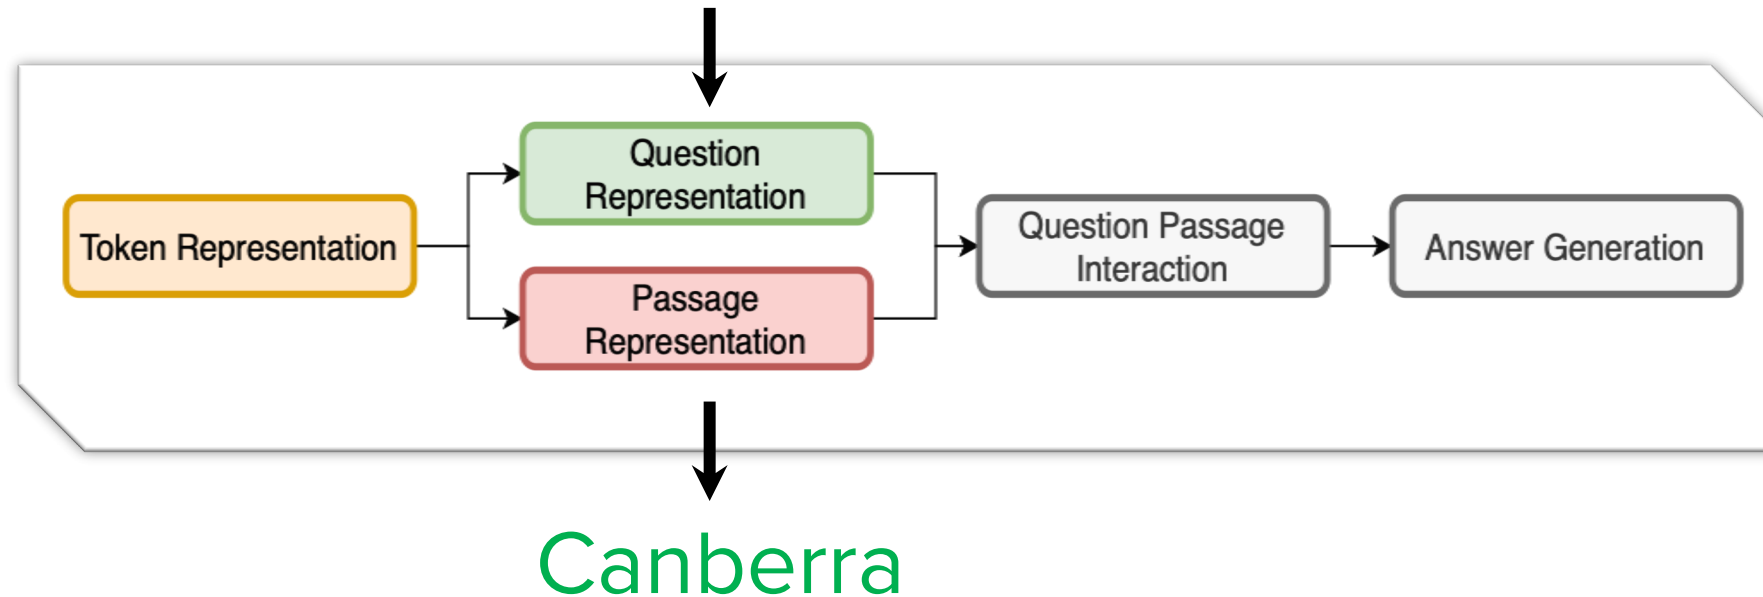 Token Representation
Question
Representation
Passage
Representation
Question Passage
Interaction
Answer Generation
Canberra